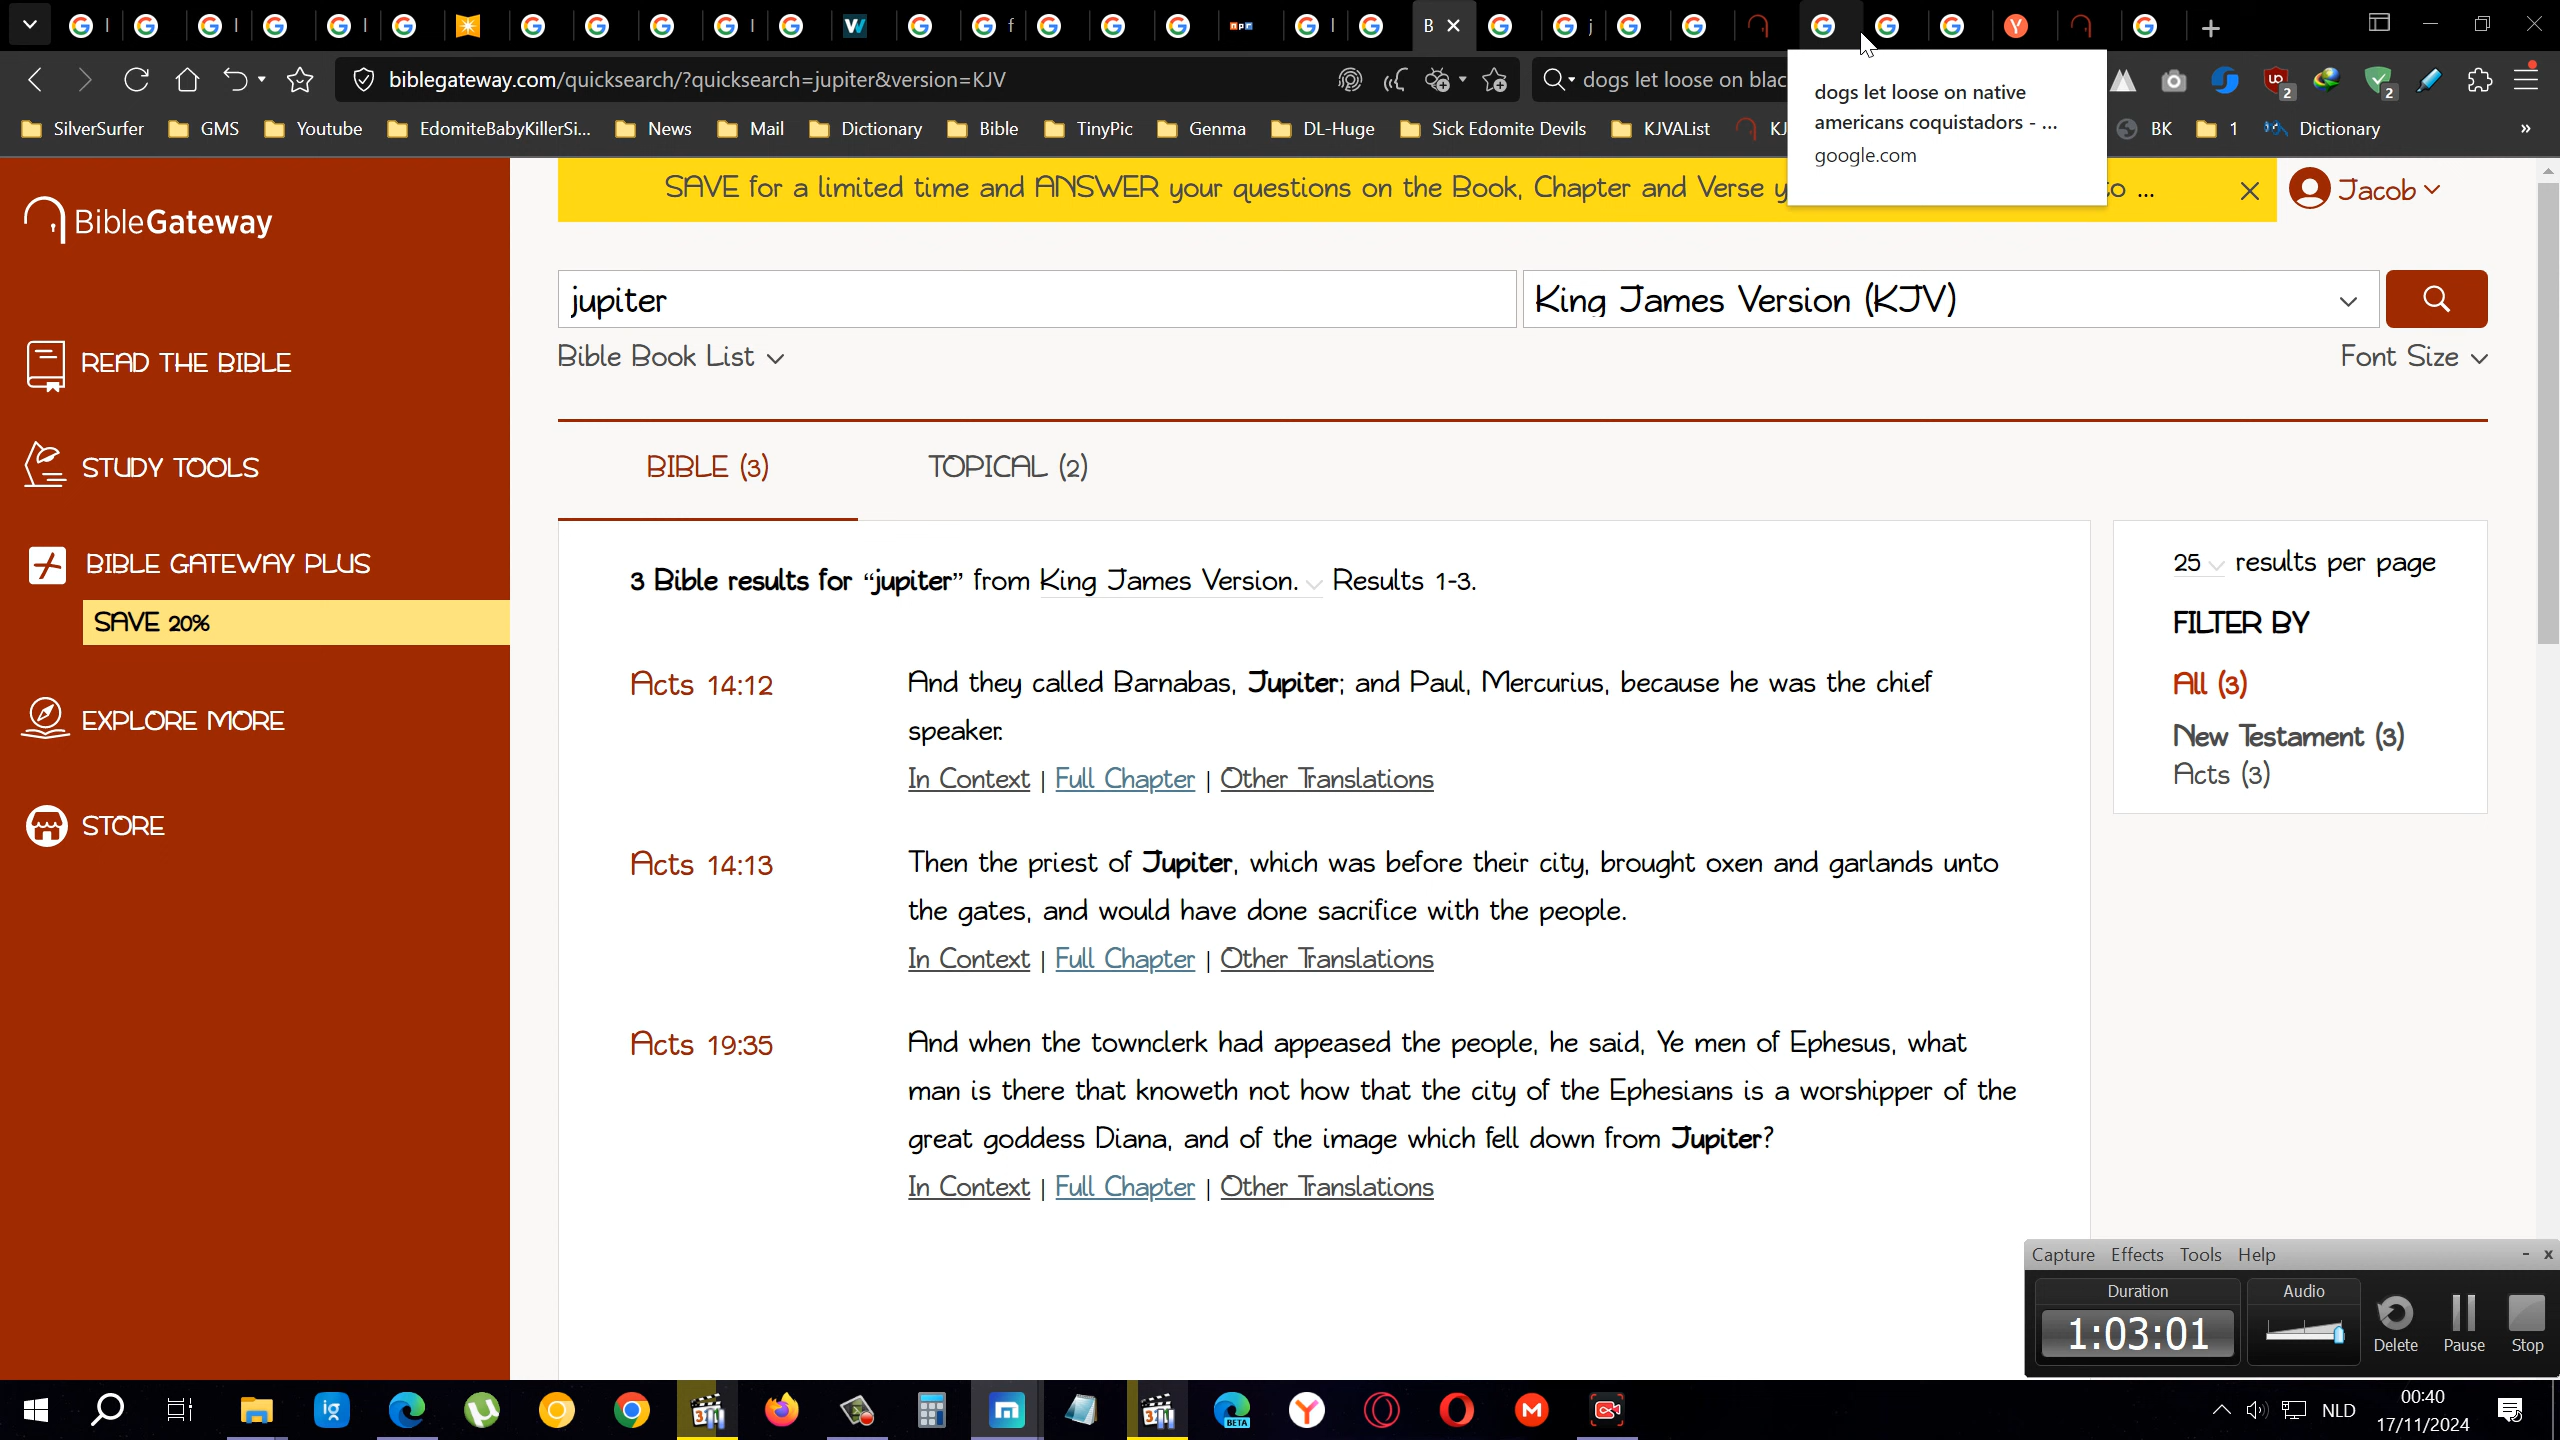 f
B
j
biblegateway.com/quicksearch/?quicksearch=jupiter&version=KJV
dogs let loose on blac
2
2
SilverSurfer
GMS
Youtube
EdomiteBabyKillerSi...
News
Mail
Dictionary
Bible
TinyPic
Genma
DL-Huge
Sick Edomite Devils
KJVAList
BK
1
Dictionary
»
dogs let loose on native
americans coquistadors - ...
google.com
SAVE for a limited time and ANSWER your questions on the Book, Chapter and Verse y
to ...
Jacob
BibleGateway
READ THE BIBLE
STUDY TOOLS
BIBLE GATEWAY PLUS
SAVE 20%
EXPLORE MORE
STORE
jupiter
King James Version (KJV)
Bible Book List
Font Size
BIBLE (3)
TOPICAL (2)
3 Bible results for “jupiter” from King James Version. Results 1-3.
Acts 14:12
And they called Barnabas, Jupiter; and Paul, Mercurius, because he was the chief
speaker.
In Context | Full Chapter | Other Translations
Acts 14:13
Then the priest of Jupiter, which was before their city, brought oxen and garlands unto
the gates, and would have done sacrifice with the people.
In Context | Full Chapter | Other Translations
Acts 19:35
And when the townclerk had appeased the people, he said, Ye men of Ephesus, what
man is there that knoweth not how that the city of the Ephesians is a worshipper of the
great goddess Diana, and of the image which fell down from Jupiter?
In Context | Full Chapter | Other Translations
25 results per page
FILTER BY
All (3)
New Testament (3)
Acts (3)
Capture Effects Tools Help
Duration
1:03:01
Audio
Delete
Pause
Stop
BETA
NLD
00:40
17/11/2024